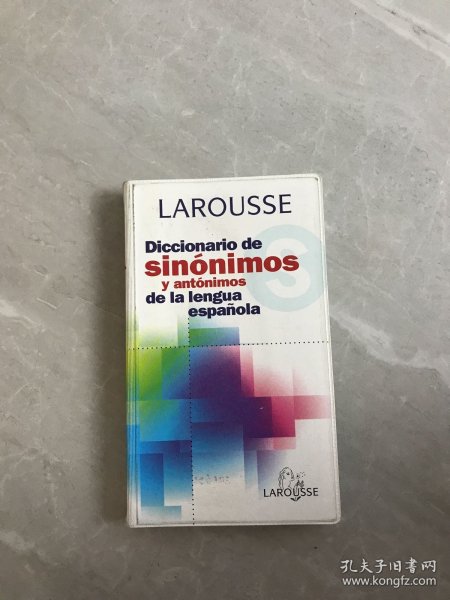 LAROUSSE
Diccionario de
sinónimos
y antónimos
de la lengua
española
S
LAROUSSE
孔夫子旧书网
www.kongfz.com